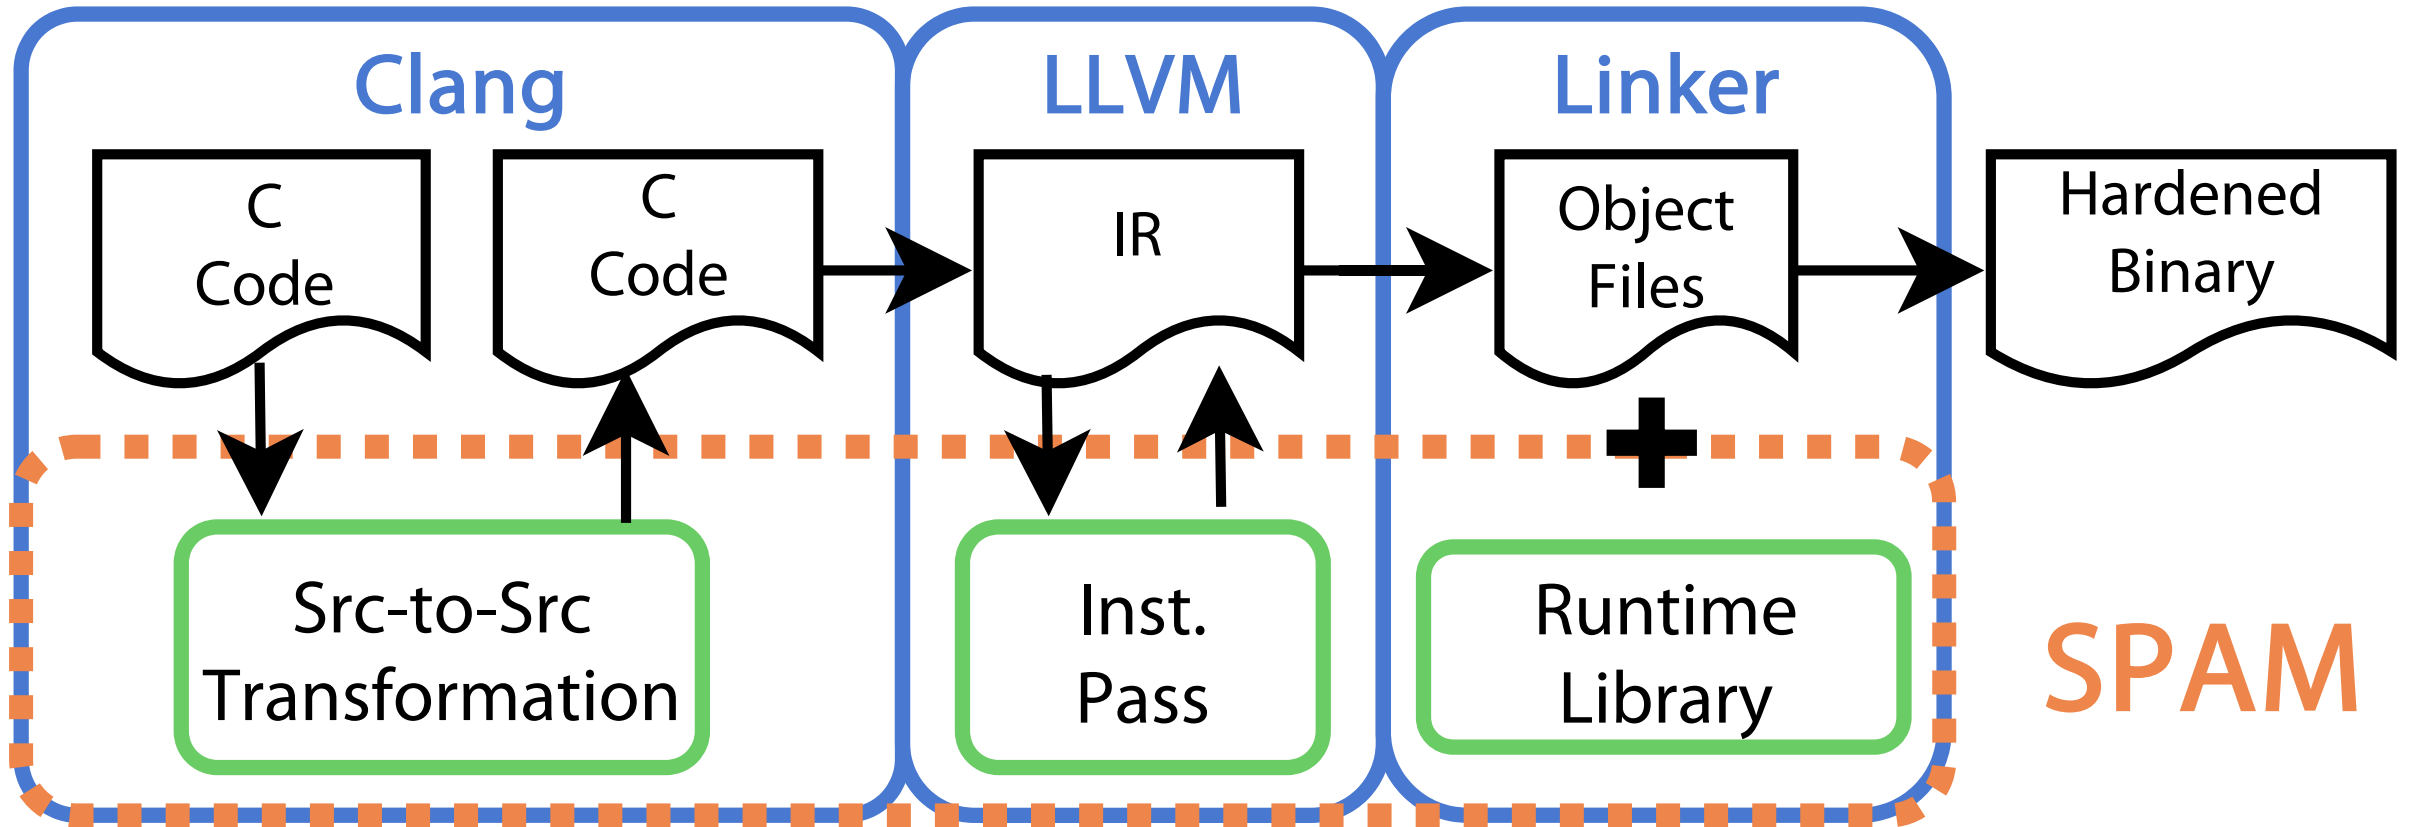 Clang
LLVM
Linker
C
Code
C
Code
IR
Object
Files
Hardened
Binary
Src-to-Src
Transformation
Inst.
Pass
Runtime
Library
SPAM